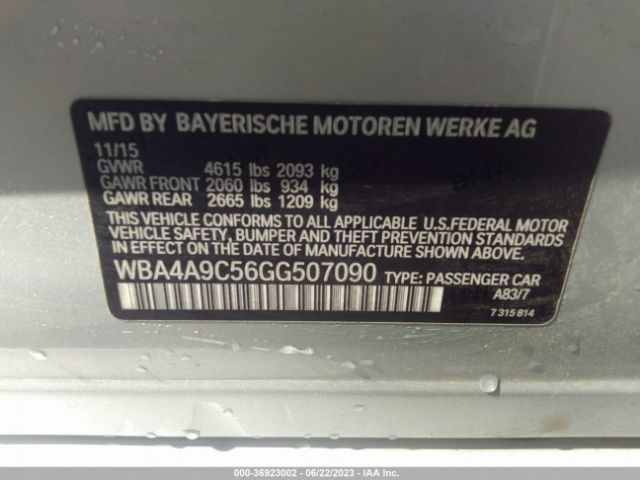 MFD BY BAYERISCHE MOTOREN WERKE AG
11/15
GVWR 4615 lbs 2093 kg
GAWR FRONT 2060 lbs 934 kg
GAWR REAR 2665 lbs 1209 kg
THIS VEHICLE CONFORMS TO ALL APPLICABLE U.S.FEDERAL MOTOR
VEHICLE SAFETY, BUMPER AND THEFT PREVENTION STANDARDS
IN EFFECT ON THE DATE OF MANUFACTURE SHOWN ABOVE.
WBA4A9C56GG507090 TYPE: PASSENGER CAR
A83/7
7 315 814
000-36923002 - 06/22/2023 - IAA Inc.